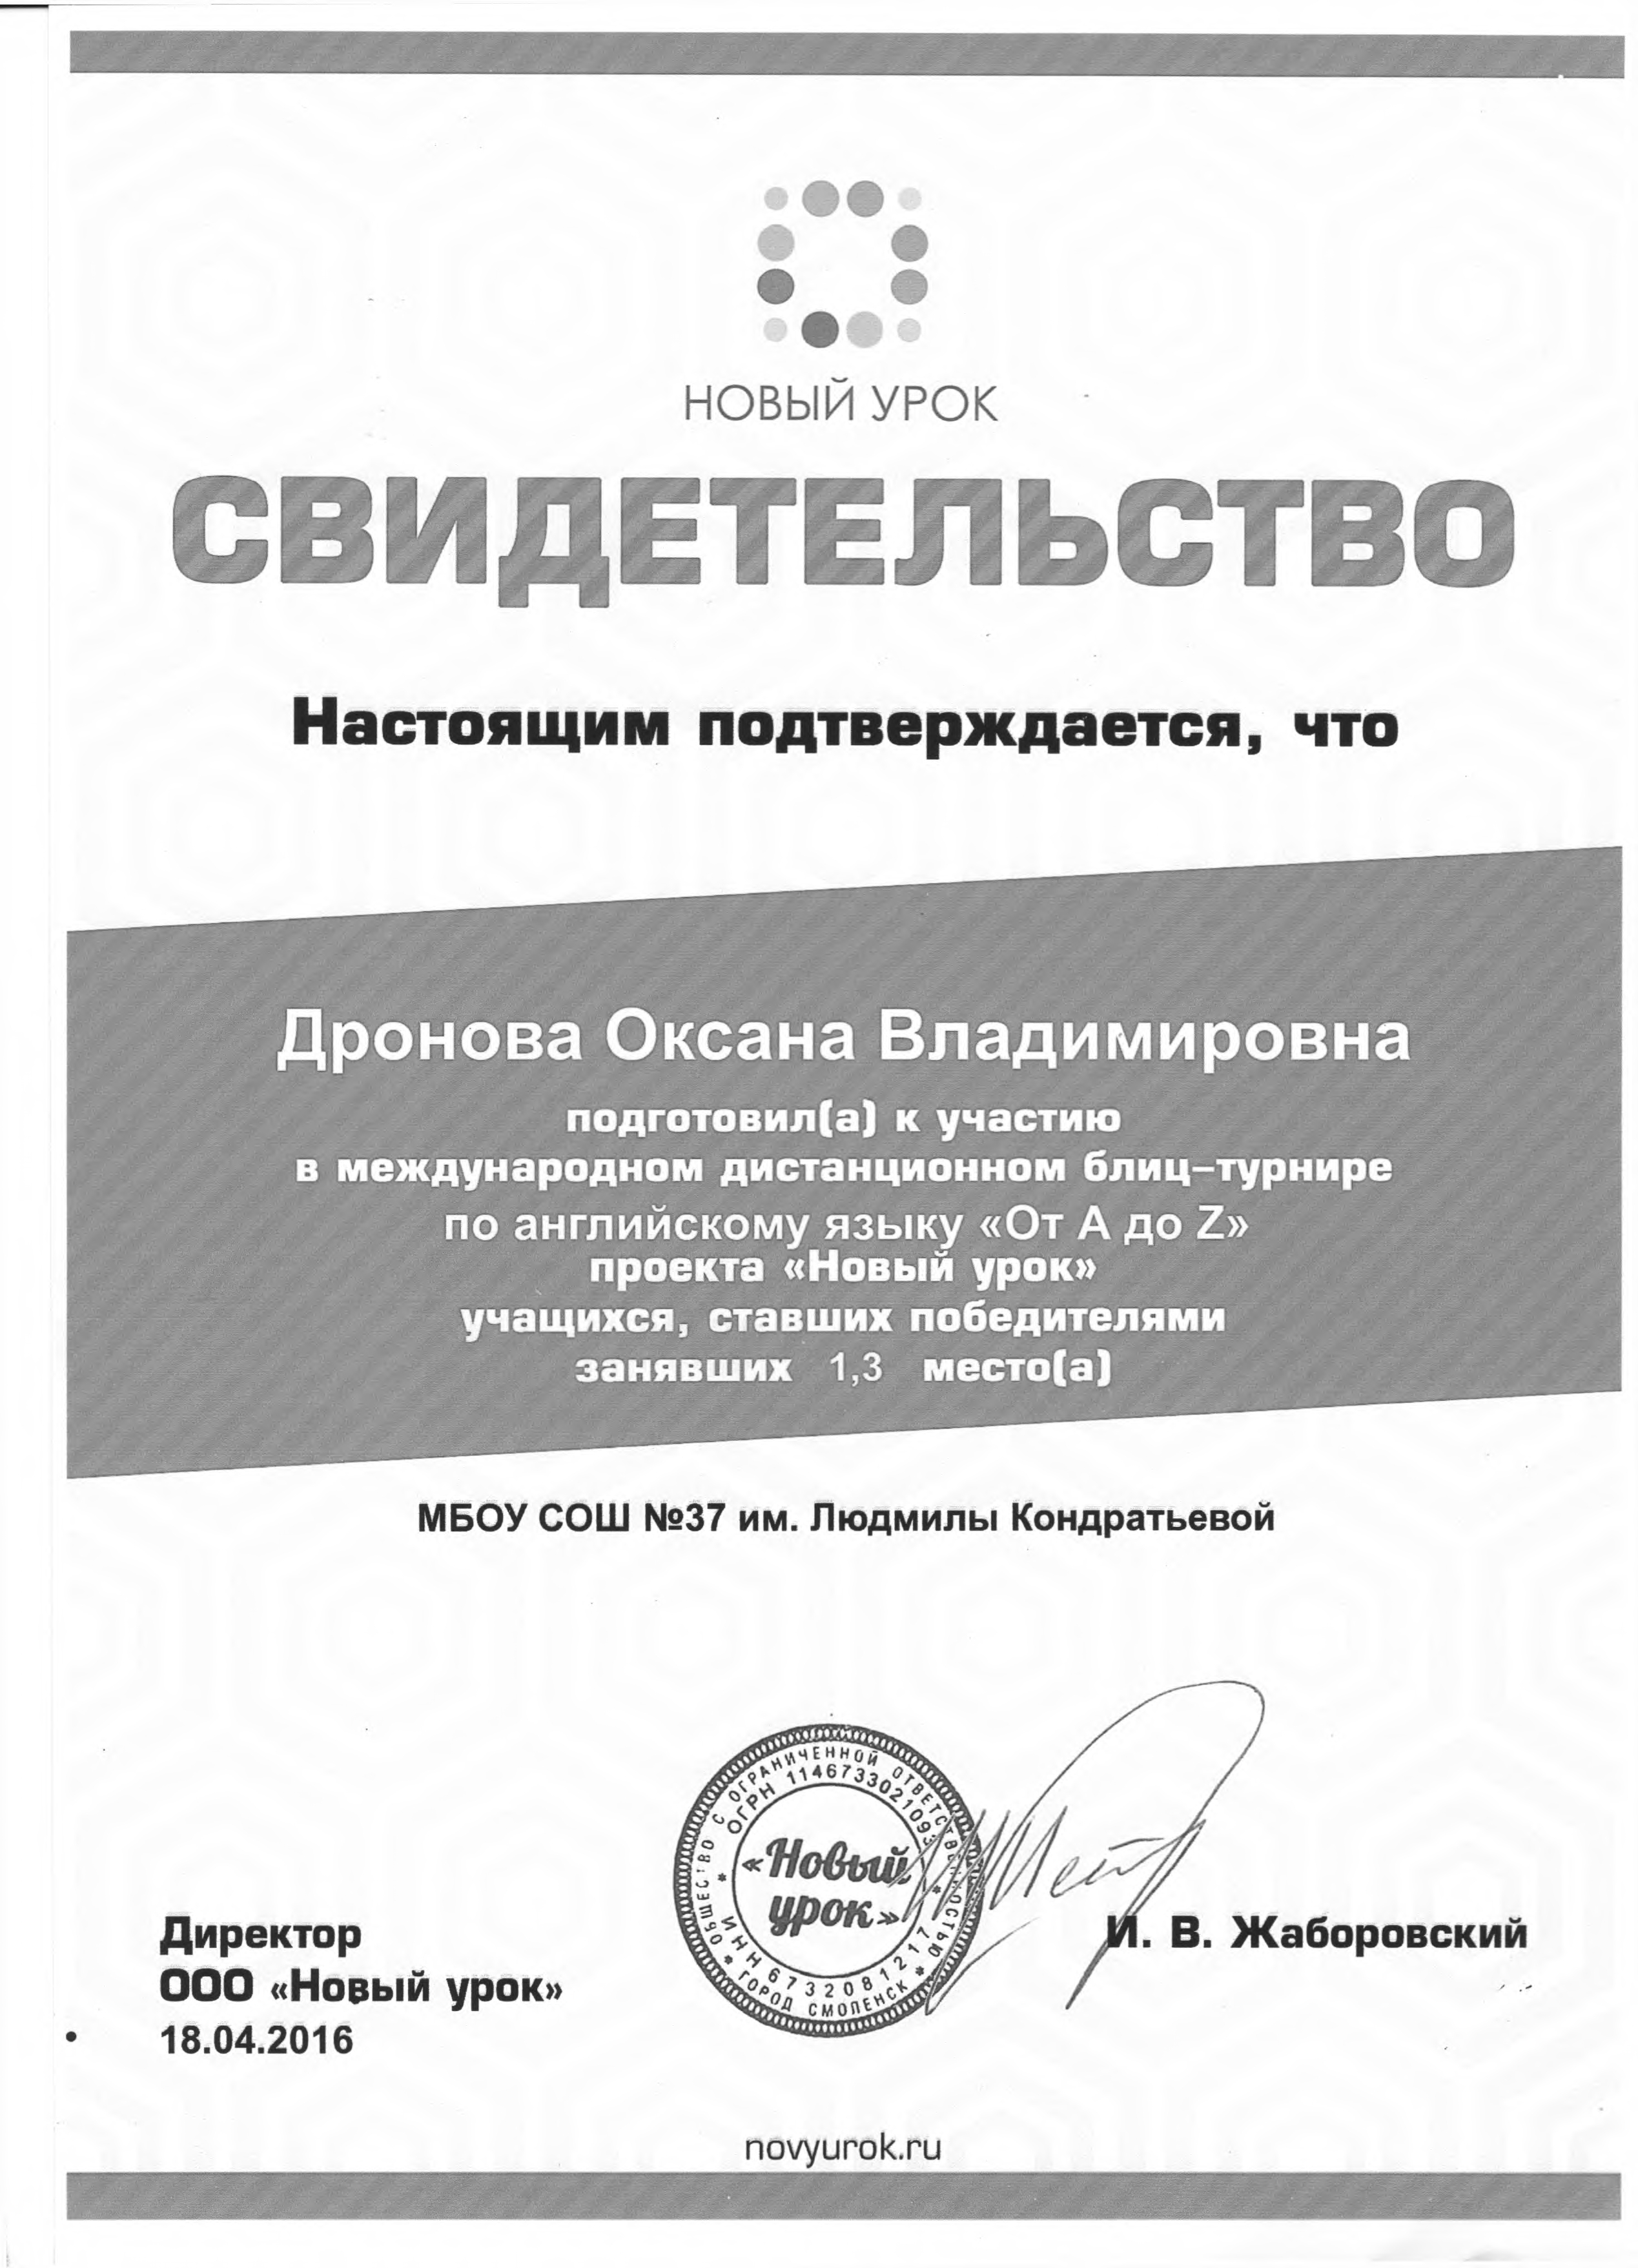 НОВЫЙ УРОК
СВИДЕТЕЛЬСТВО
Настоящим подтверждается, что
Дронова Оксана Владимировна
подготовил(а) к участию
в международном дистанционном блиц-турнире
по английскому языку «От А до Z»
проекта «Новый урок»
учащихся, ставших победителями
занявших 1,3 место(а)
МБОУ СОШ №37 им. Людмилы Кондратьевой
ОБЩЕСТВО С ОГРАНИЧЕННОЙ ОТВЕТСТВЕННОСТЬЮ
* ГОРОД СМОЛЕНСК *
ОГРН 1146733021093
* ИНН 6732081217 *
«Новый
урок»
Директор
ООО «Новый урок»
18.04.2016
И. В. Жаборовский
novyurok.ru